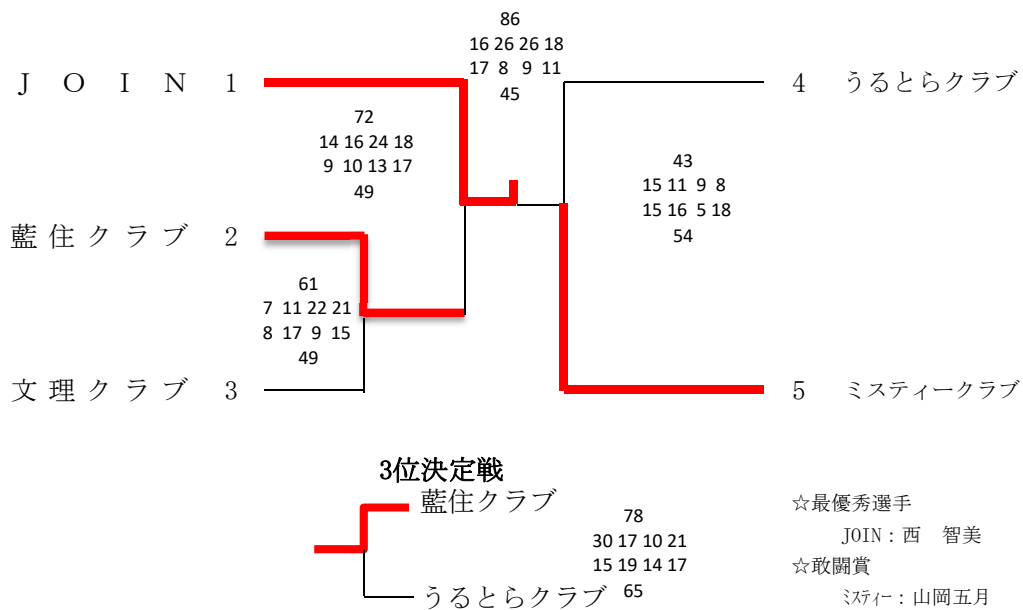 86
16 26 26 18
17 8 9 11
45
J O I N 1
4 うるとらクラブ
72
14 16 24 18
9 10 13 17
49
43
15 11 9 8
15 16 5 18
54
藍住クラブ 2
61
7 11 22 21
8 17 9 15
49
文理クラブ 3
5 ミスティークラブ
3位決定戦
藍住クラブ
78
30 17 10 21
15 19 14 17
65
うるとらクラブ
☆最優秀選手
JOIN：西 智美
☆敢闘賞
ﾐｽﾃｨｰ：山岡五月